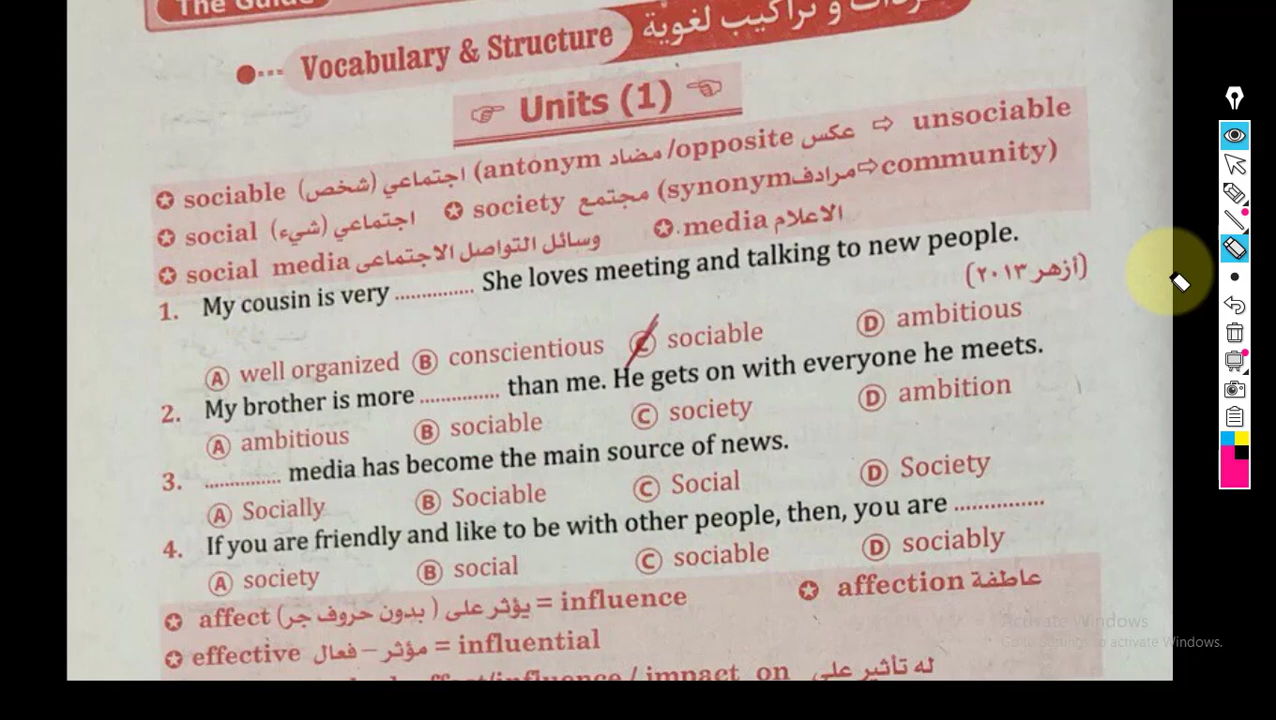 The Guide
Vocabulary & Structure و تراكيب لغوية
Units (1)
✪ sociable اجتماعي (شخص) (antonym مضاد /opposite عكس ⇨ unsociable
✪ social اجتماعي (شيء) ✪ society مجتمع (synonym مرادف⇨community)
✪ social media وسائل التواصل الاجتماعى ✪ media الاعلام
1. My cousin is very .............. She loves meeting and talking to new people.
(أزهر ٢٠١٣)
A well organized B conscientious C sociable D ambitious
2. My brother is more .............. than me. He gets on with everyone he meets.
A ambitious B sociable C society D ambition
3. .............. media has become the main source of news.
A Socially B Sociable C Social D Society
4. If you are friendly and like to be with other people, then, you are ................
A society B social C sociable D sociably
✪ affect يؤثر على (بدون حروف جر) = influence ✪ affection عاطفة
✪ effective مؤثر – فعال = influential
/ impact on له تأثير على
Activate Windows
Go to Settings to activate Windows.